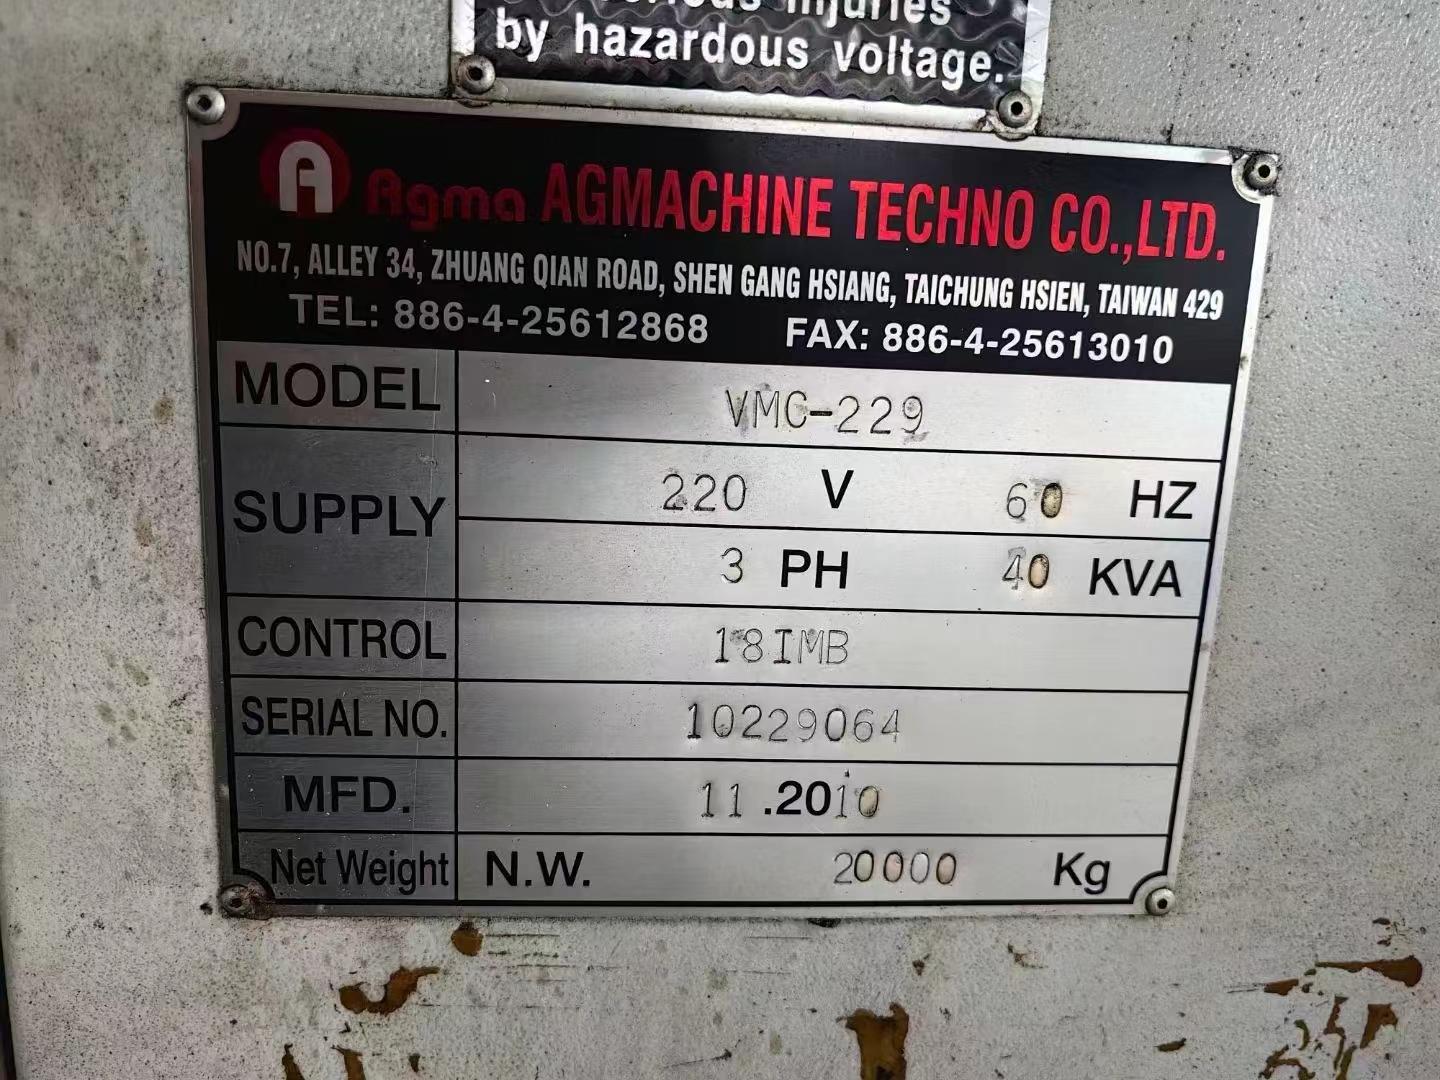 injuries
by hazardous voltage.
A Agma AGMACHINE TECHNO CO.,LTD.
NO.7, ALLEY 34, ZHUANG QIAN ROAD, SHEN GANG HSIANG, TAICHUNG HSIEN, TAIWAN 429
TEL: 886-4-25612868 FAX: 886-4-25613010
MODEL VMC-229
SUPPLY 220 V 60 HZ
3 PH 40 KVA
CONTROL 18IMB
SERIAL NO. 10229064
MFD. 11 .2010
Net Weight N.W. 20000 Kg